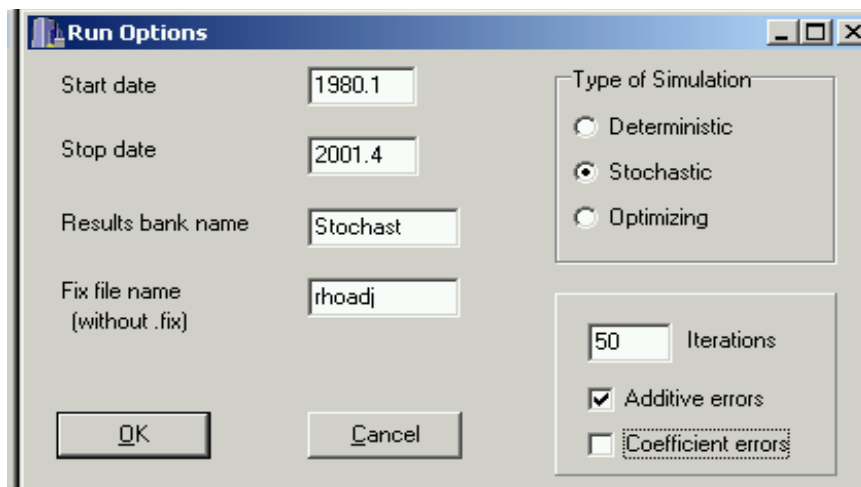 Run Options
Start date 1980.1
Stop date 2001.4
Results bank name Stochast
Fix file name rhoadj
(without .fix)
OK Cancel
Type of Simulation
Deterministic
Stochastic
Optimizing
50 Iterations
Additive errors
Coefficient errors